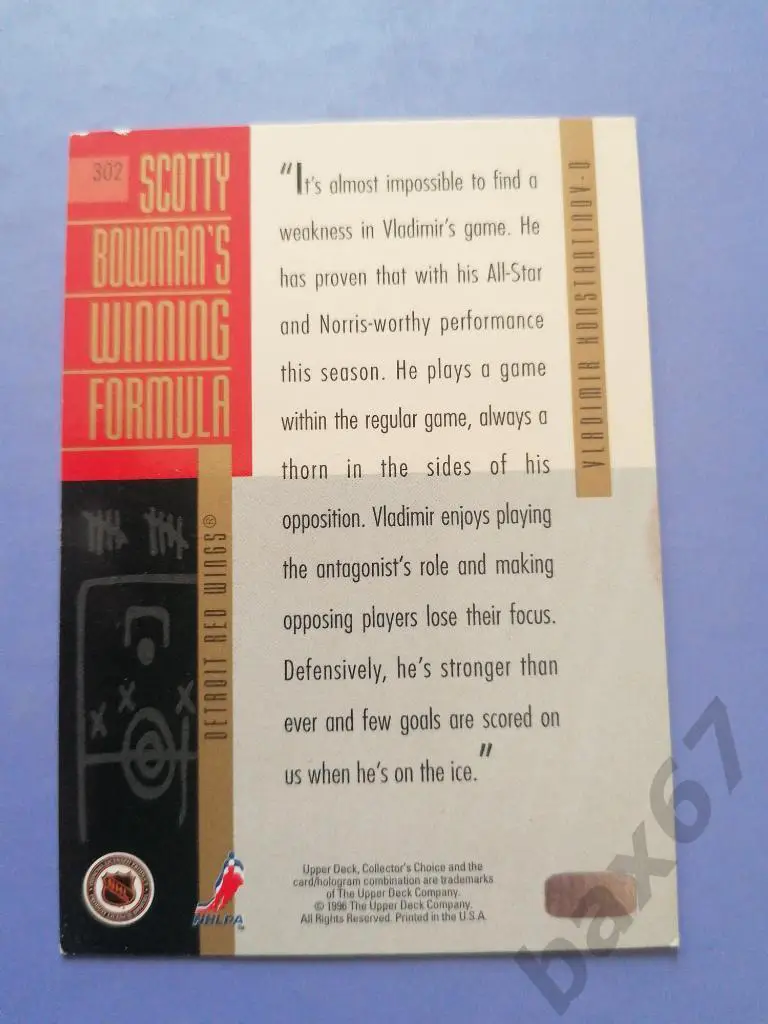 302
SCOTTY
BOWMAN'S
WINNING
FORMULA
DETROIT RED WINGS®
"It's almost impossible to find a
weakness in Vladimir's game. He
has proven that with his All-Star
and Norris-worthy performance
this season. He plays a game
within the regular game, always a
thorn in the sides of his
opposition. Vladimir enjoys playing
the antagonist's role and making
opposing players lose their focus.
Defensively, he's stronger than
ever and few goals are scored on
us when he's on the ice."
VLADIMIR KONSTANTINOV-D
NHL
NHLPA
Upper Deck, Collector's Choice and the
card/hologram combination are trademarks
of The Upper Deck Company.
© 1996 The Upper Deck Company.
All Rights Reserved. Printed in the U.S.A.
bax67